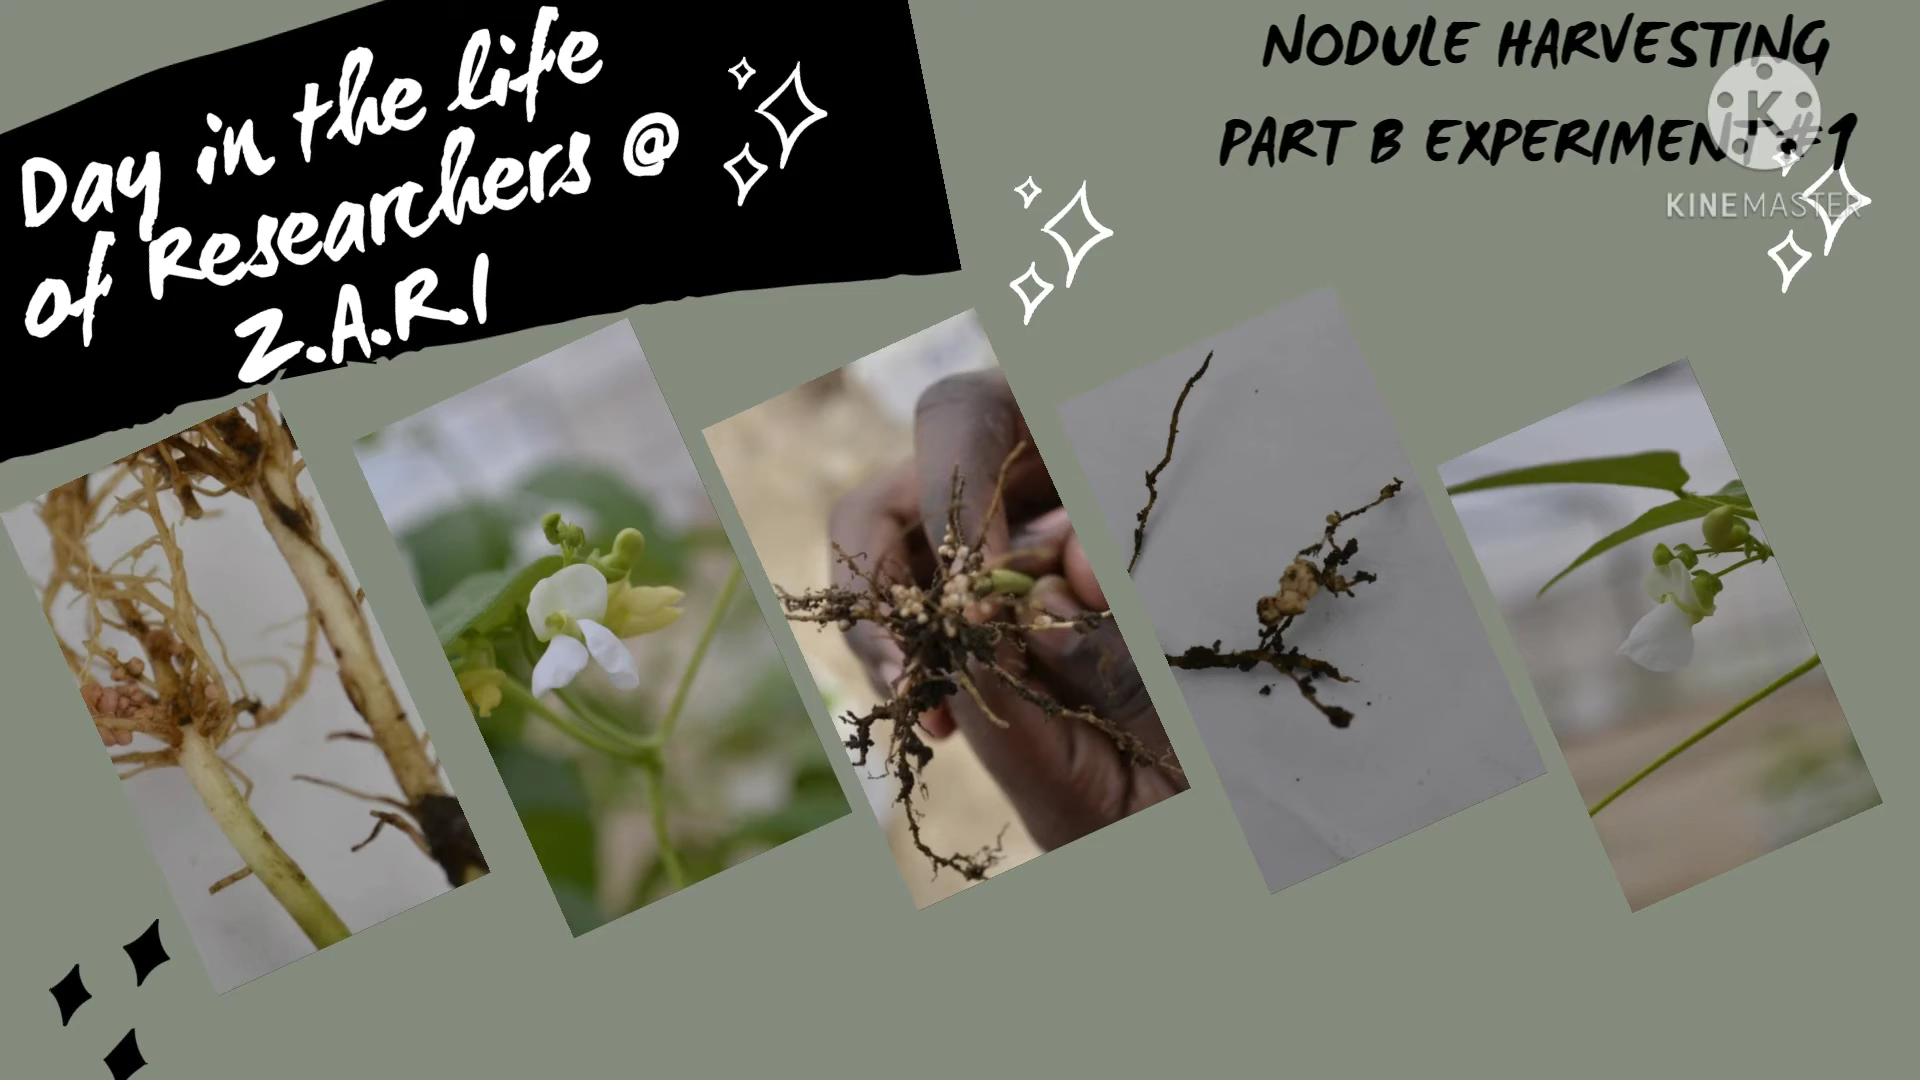 Day in the life
of Researchers @
Z.A.R.I
NODULE HARVESTING
PART B EXPERIMENT #1
K
KINEMASTER